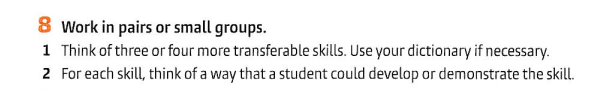 8 Work in pairs or small groups.
1 Think of three or four more transferable skills. Use your dictionary if necessary.
2 For each skill, think of a way that a student could develop or demonstrate the skill.